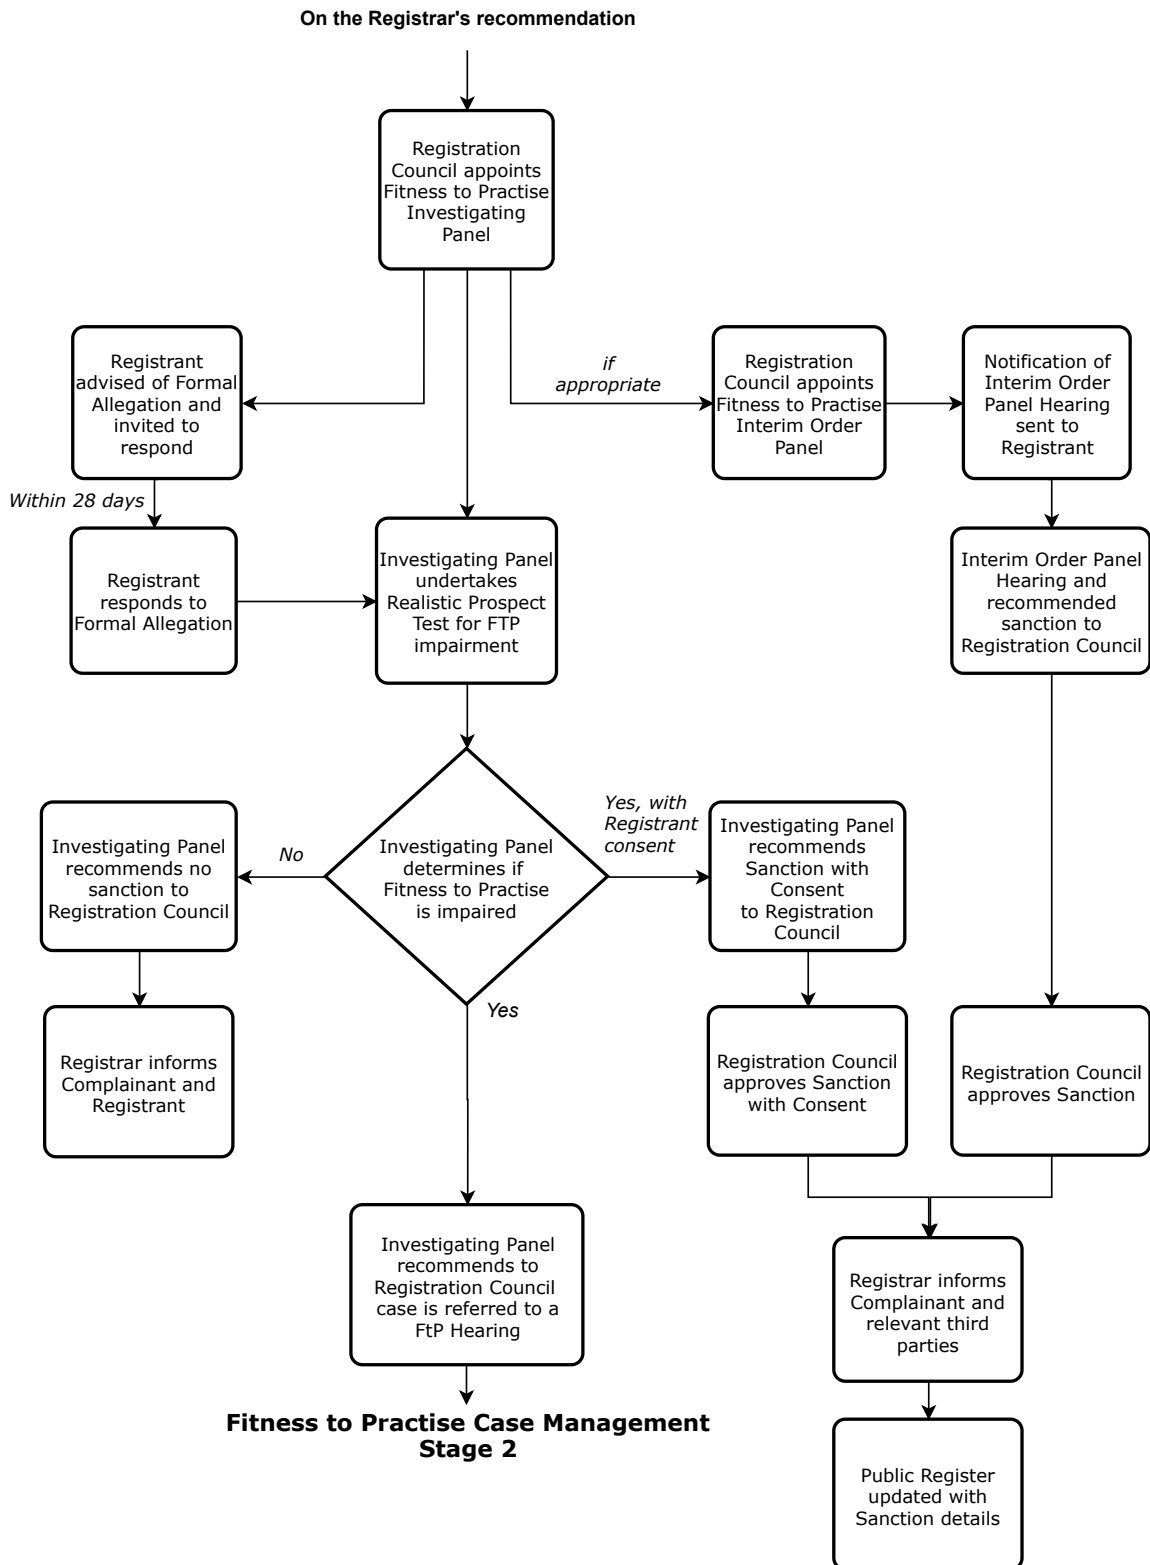 On the Registrar's recommendation
Registration
Council appoints
Fitness to Practise
Investigating
Panel
Registrant
advised of Formal
Allegation and
invited to
respond
if
appropriate
Registration
Council appoints
Fitness to Practise
Interim Order
Panel
Notification of
Interim Order
Panel Hearing
sent to
Registrant
Within 28 days
Registrant
responds to
Formal Allegation
Investigating Panel
undertakes
Realistic Prospect
Test for FTP
impairment
Interim Order Panel
Hearing and
recommended
sanction to
Registration Council
Investigating Panel
recommends no
sanction to
Registration Council
No
Investigating Panel
determines if
Fitness to Practise
is impaired
Yes, with
Registrant
consent
Investigating Panel
recommends
Sanction with
Consent
to Registration
Council
Yes
Registrar informs
Complainant and
Registrant
Registration Council
approves Sanction
with Consent
Registration Council
approves Sanction
Investigating Panel
recommends to
Registration Council
case is referred to a
FtP Hearing
Registrar informs
Complainant and
relevant third
parties
Fitness to Practise Case Management
Stage 2
Public Register
updated with
Sanction details